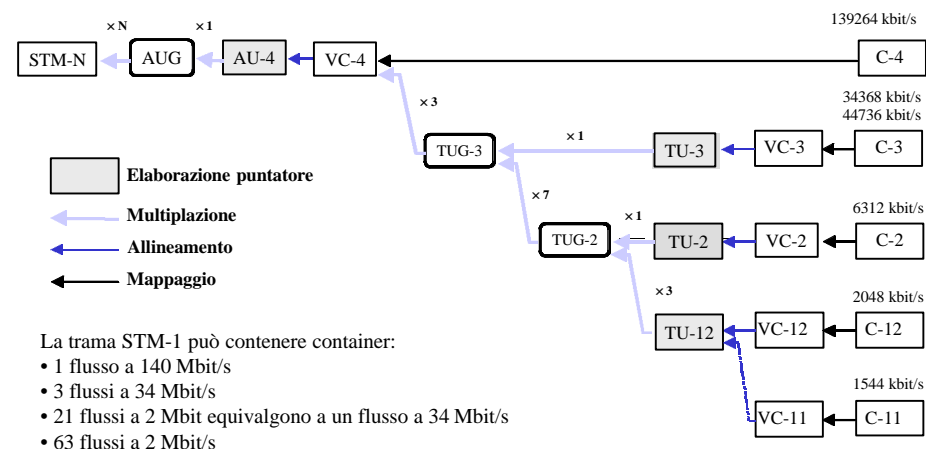 139264 kbit/s
× N
× 1
STM-N
AUG
AU-4
VC-4
C-4
34368 kbit/s
44736 kbit/s
× 3
× 1
TUG-3
TU-3
VC-3
C-3
Elaborazione puntatore
× 7
6312 kbit/s
Multiplazione
× 1
TUG-2
TU-2
VC-2
C-2
Allineamento
Mappaggio
× 3
2048 kbit/s
TU-12
VC-12
C-12
La trama STM-1 può contenere container:
• 1 flusso a 140 Mbit/s
• 3 flussi a 34 Mbit/s
1544 kbit/s
• 21 flussi a 2 Mbit equivalgono a un flusso a 34 Mbit/s
VC-11
C-11
• 63 flussi a 2 Mbit/s